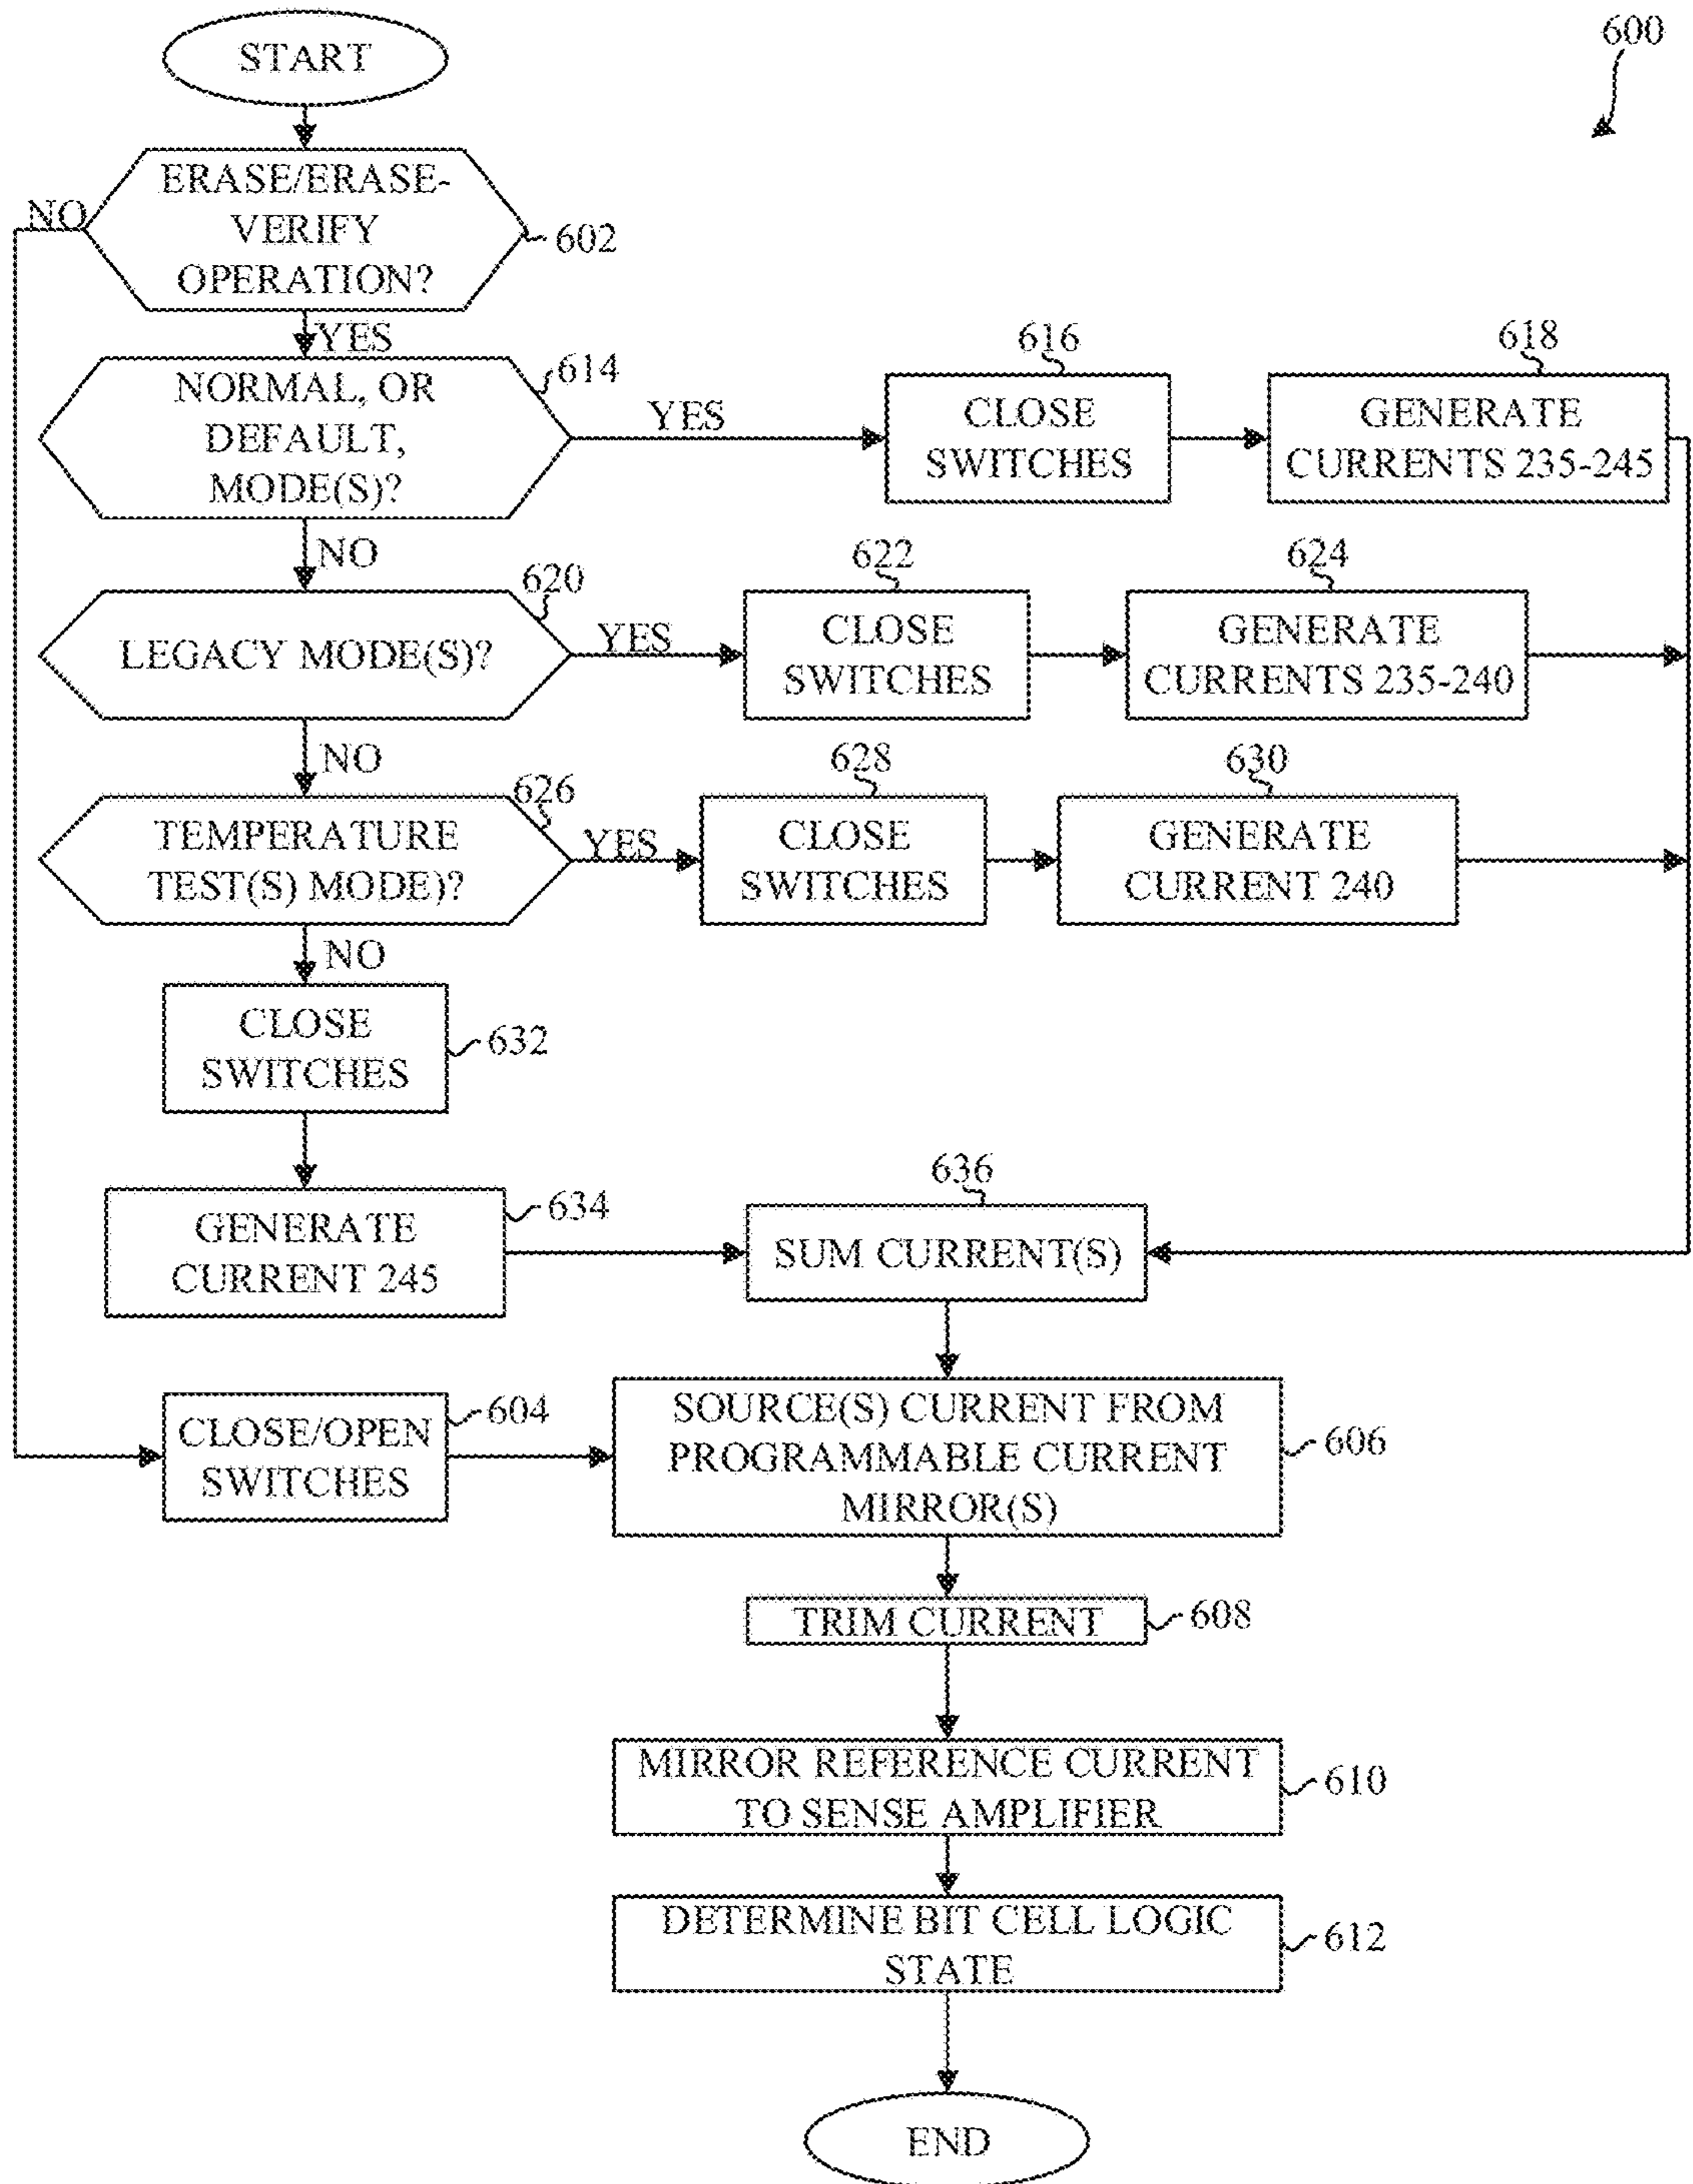 600
START
ERASE/ERASE-
VERIFY
OPERATION?
602
NO
YES
NORMAL, OR
DEFAULT,
MODE(S)?
614
YES
616
CLOSE
SWITCHES
618
GENERATE
CURRENTS 235-245
NO
620
LEGACY MODE(S)?
YES
622
CLOSE
SWITCHES
624
GENERATE
CURRENTS 235-240
NO
626
TEMPERATURE
TEST(S) MODE)?
YES
628
CLOSE
SWITCHES
630
GENERATE
CURRENT 240
NO
CLOSE
SWITCHES
632
GENERATE
CURRENT 245
634
636
SUM CURRENT(S)
CLOSE/OPEN
SWITCHES
604
SOURCE(S) CURRENT FROM
PROGRAMMABLE CURRENT
MIRROR(S)
606
TRIM CURRENT
608
MIRROR REFERENCE CURRENT
TO SENSE AMPLIFIER
610
DETERMINE BIT CELL LOGIC
STATE
612
END